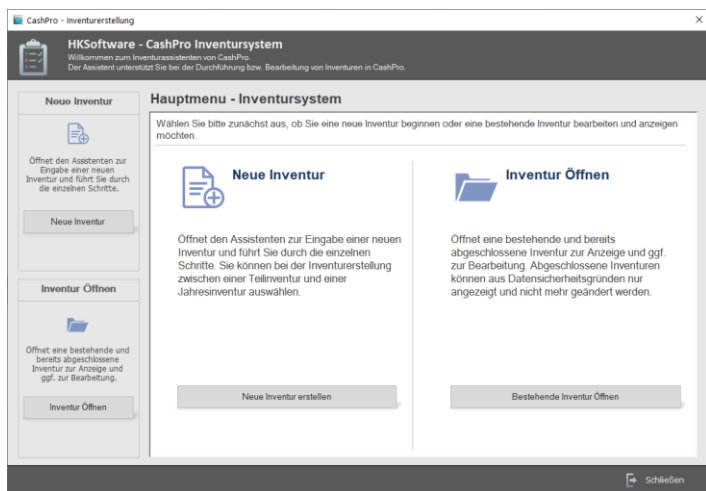 CashPro - Inventurerstellung
HKSoftware - CashPro Inventursystem
Willkommen zum Inventurassistenten von CashPro.
Der Assistent unterstützt Sie bei der Durchführung bzw. Bearbeitung von Inventuren in CashPro.
Neue Inventur
Öffnet den Assistenten zur
Eingabe einer neuen
Inventur und führt Sie durch
die einzelnen Schritte.
Neue Inventur
Inventur Öffnen
Öffnet eine bestehende und
bereits abgeschlossene
Inventur zur Anzeige und
ggf. zur Bearbeitung.
Inventur Öffnen
Hauptmenu - Inventursystem
Wählen Sie bitte zunächst aus, ob Sie eine neue Inventur beginnen oder eine bestehende Inventur bearbeiten und anzeigen
möchten.
Neue Inventur
Öffnet den Assistenten zur Eingabe einer neuen
Inventur und führt Sie durch die einzelnen
Schritte. Sie können bei der Inventurerstellung
zwischen einer Teilinventur und einer
Jahresinventur auswählen.
Neue Inventur erstellen
Inventur Öffnen
Öffnet eine bestehende und bereits
abgeschlossene Inventur zur Anzeige und ggf.
zur Bearbeitung. Abgeschlossene Inventuren
können aus Datensicherheitsgründen nur
angezeigt und nicht mehr geändert werden.
Bestehende Inventur Öffnen
Schließen